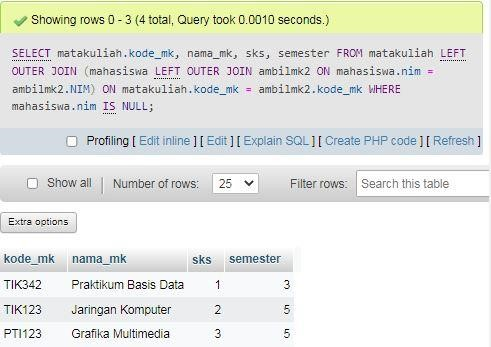 Showing rows 0 - 3 (4 total, Query took 0.0010 seconds.)
SELECT matakuliah.kode_mk, nama_mk, sks, semester FROM matakuliah LEFT
OUTER JOIN (mahasiswa LEFT OUTER JOIN ambilmk2 ON mahasiswa.nim =
ambilmk2.NIM) ON matakuliah.kode_mk = ambilmk2.kode_mk WHERE
mahasiswa.nim IS NULL;
Profiling [ Edit inline ] [ Edit ] [ Explain SQL ] [ Create PHP code ] [ Refresh ]
Show all Number of rows: 25 Filter rows: Search this table
Extra options
kode_mk nama_mk sks semester
TIK342 Praktikum Basis Data 1 3
TIK123 Jaringan Komputer 2 5
PTI123 Grafika Multimedia 3 5